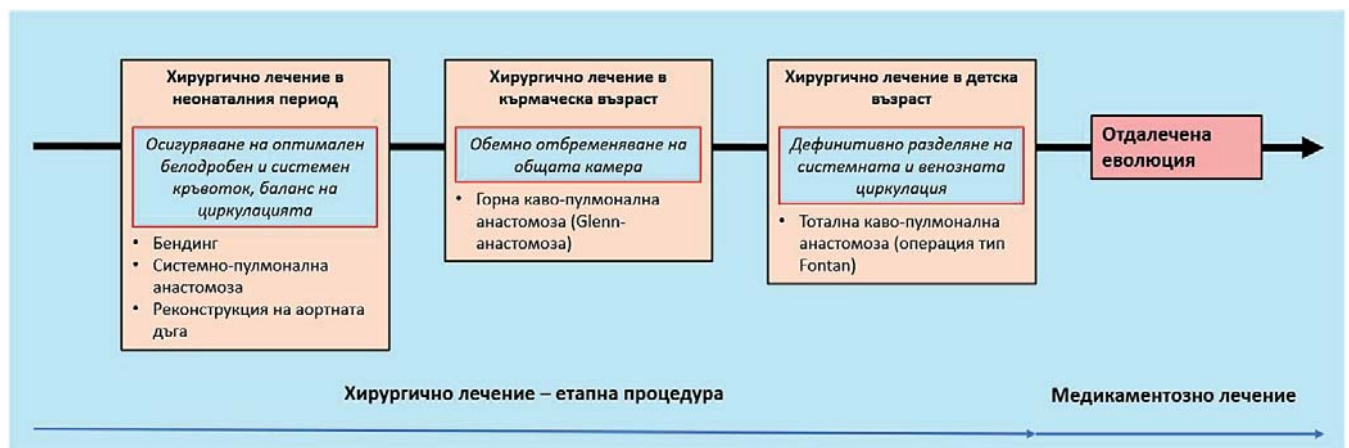 Хирургично лечение в
неонаталния период
Осигуряване на оптимален
белодробен и системен
кръвоток, баланс на
циркулацията
• Бендинг
• Системно-пулмонална
анастомоза
• Реконструкция на аортната
дъга
Хирургично лечение в
кърмаческа възраст
Обемно отбременяване на
общата камера
• Горна каво-пулмонална
анастомоза (Glenn-
анастомоза)
Хирургично лечение в детска
възраст
Дефинитивно разделяне на
системната и венозната
циркулация
• Тотална каво-пулмонална
анастомоза (операция тип
Fontan)
Отдалечена
еволюция
Хирургично лечение – етапна процедура
Медикаментозно лечение